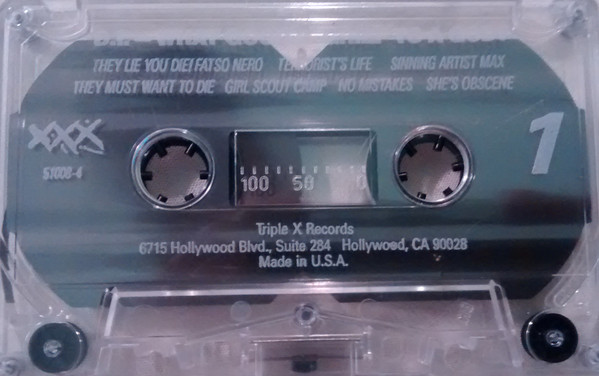 THEY LIE YOU DIE! FATSO NERO TERRORIST'S LIFE SINNING ARTIST MAX
THEY MUST WANT TO DIE GIRL SCOUT CAMP NO MISTAKES SHE'S OBSCENE
XXX
1
51008-4
100 50 0
Triple X Records
6715 Hollywood Blvd., Suite 284 Hollywood, CA 90028
Made in U.S.A.